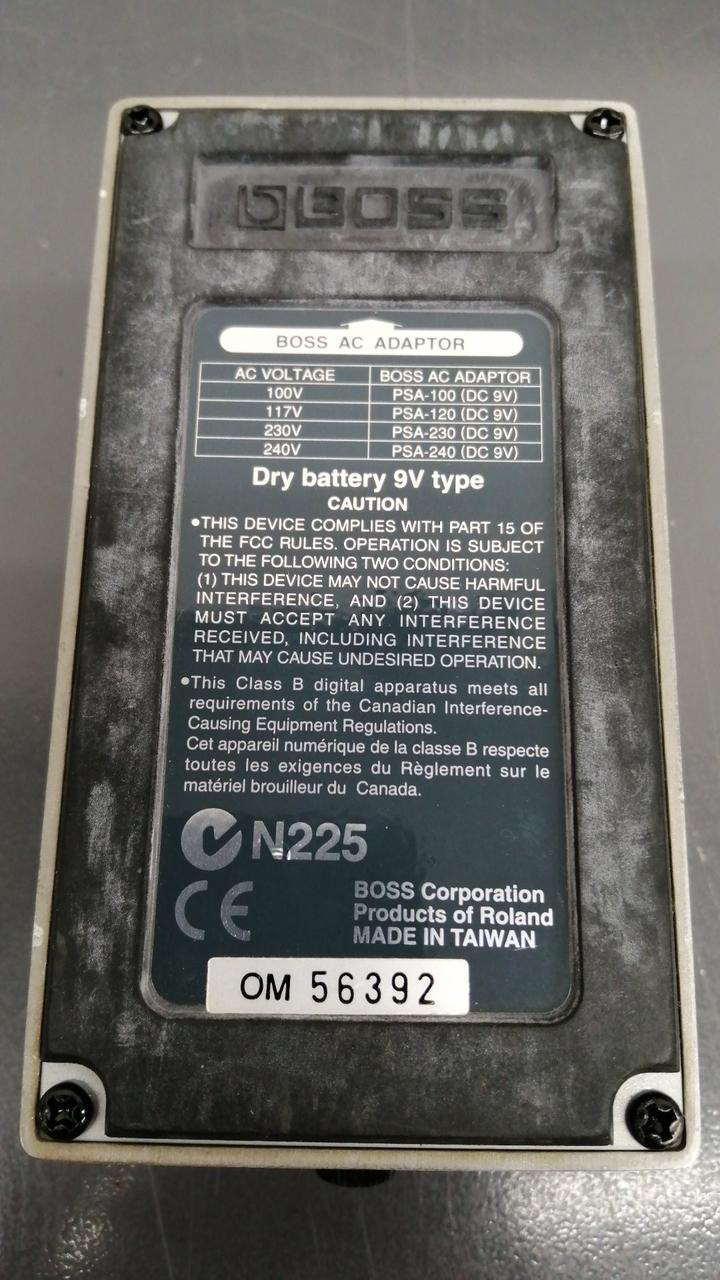 BOSS
BOSS AC ADAPTOR
AC VOLTAGE BOSS AC ADAPTOR
100V PSA-100 (DC 9V)
117V PSA-120 (DC 9V)
230V PSA-230 (DC 9V)
240V PSA-240 (DC 9V)
Dry battery 9V type
CAUTION
•THIS DEVICE COMPLIES WITH PART 15 OF
THE FCC RULES. OPERATION IS SUBJECT
TO THE FOLLOWING TWO CONDITIONS:
(1) THIS DEVICE MAY NOT CAUSE HARMFUL
INTERFERENCE, AND (2) THIS DEVICE
MUST ACCEPT ANY INTERFERENCE
RECEIVED, INCLUDING INTERFERENCE
THAT MAY CAUSE UNDESIRED OPERATION.
•This Class B digital apparatus meets all
requirements of the Canadian Interference-
Causing Equipment Regulations.
Cet appareil numérique de la classe B respecte
toutes les exigences du Règlement sur le
matériel brouilleur du Canada.
N225
CE
BOSS Corporation
Products of Roland
MADE IN TAIWAN
OM 56392